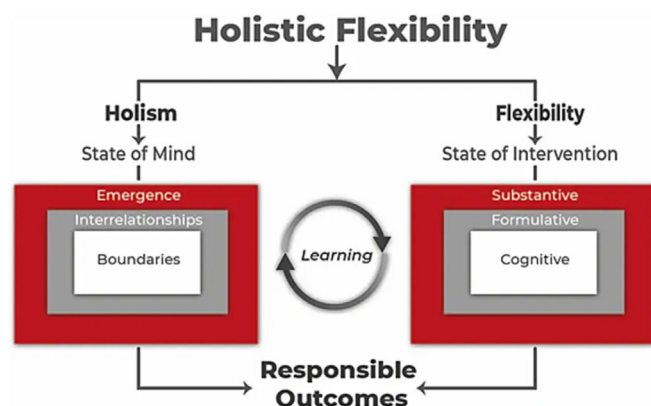 Holistic Flexibility
Holism
Flexibility
State of Mind
State of Intervention
Emergence
Interrelationships
Boundaries
Learning
Substantive
Formulative
Cognitive
Responsible
Outcomes